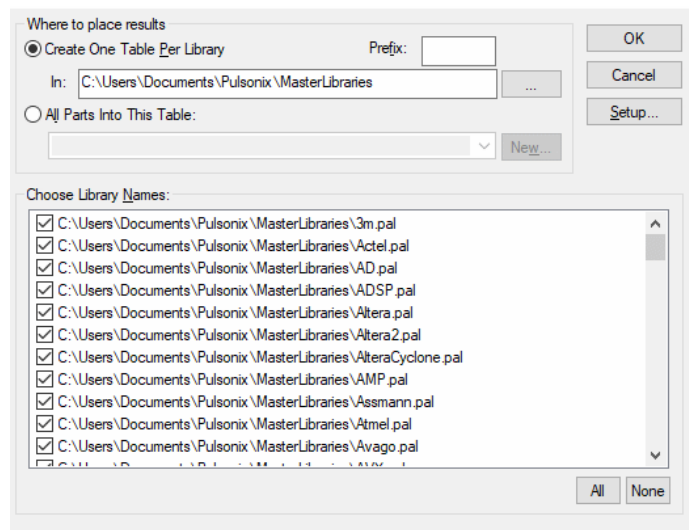 Where to place results
Create One Table Per Library
Prefix:
OK
In: C:\Users\Documents\Pulsonix\MasterLibraries
...
Cancel
All Parts Into This Table:
Setup...
New...
Choose Library Names:
C:\Users\Documents\Pulsonix\MasterLibraries\3m.pal
C:\Users\Documents\Pulsonix\MasterLibraries\Actel.pal
C:\Users\Documents\Pulsonix\MasterLibraries\AD.pal
C:\Users\Documents\Pulsonix\MasterLibraries\ADSP.pal
C:\Users\Documents\Pulsonix\MasterLibraries\Altera.pal
C:\Users\Documents\Pulsonix\MasterLibraries\Altera2.pal
C:\Users\Documents\Pulsonix\MasterLibraries\AlteraCyclone.pal
C:\Users\Documents\Pulsonix\MasterLibraries\AMP.pal
C:\Users\Documents\Pulsonix\MasterLibraries\Assmann.pal
C:\Users\Documents\Pulsonix\MasterLibraries\Atmel.pal
C:\Users\Documents\Pulsonix\MasterLibraries\Avago.pal
All
None